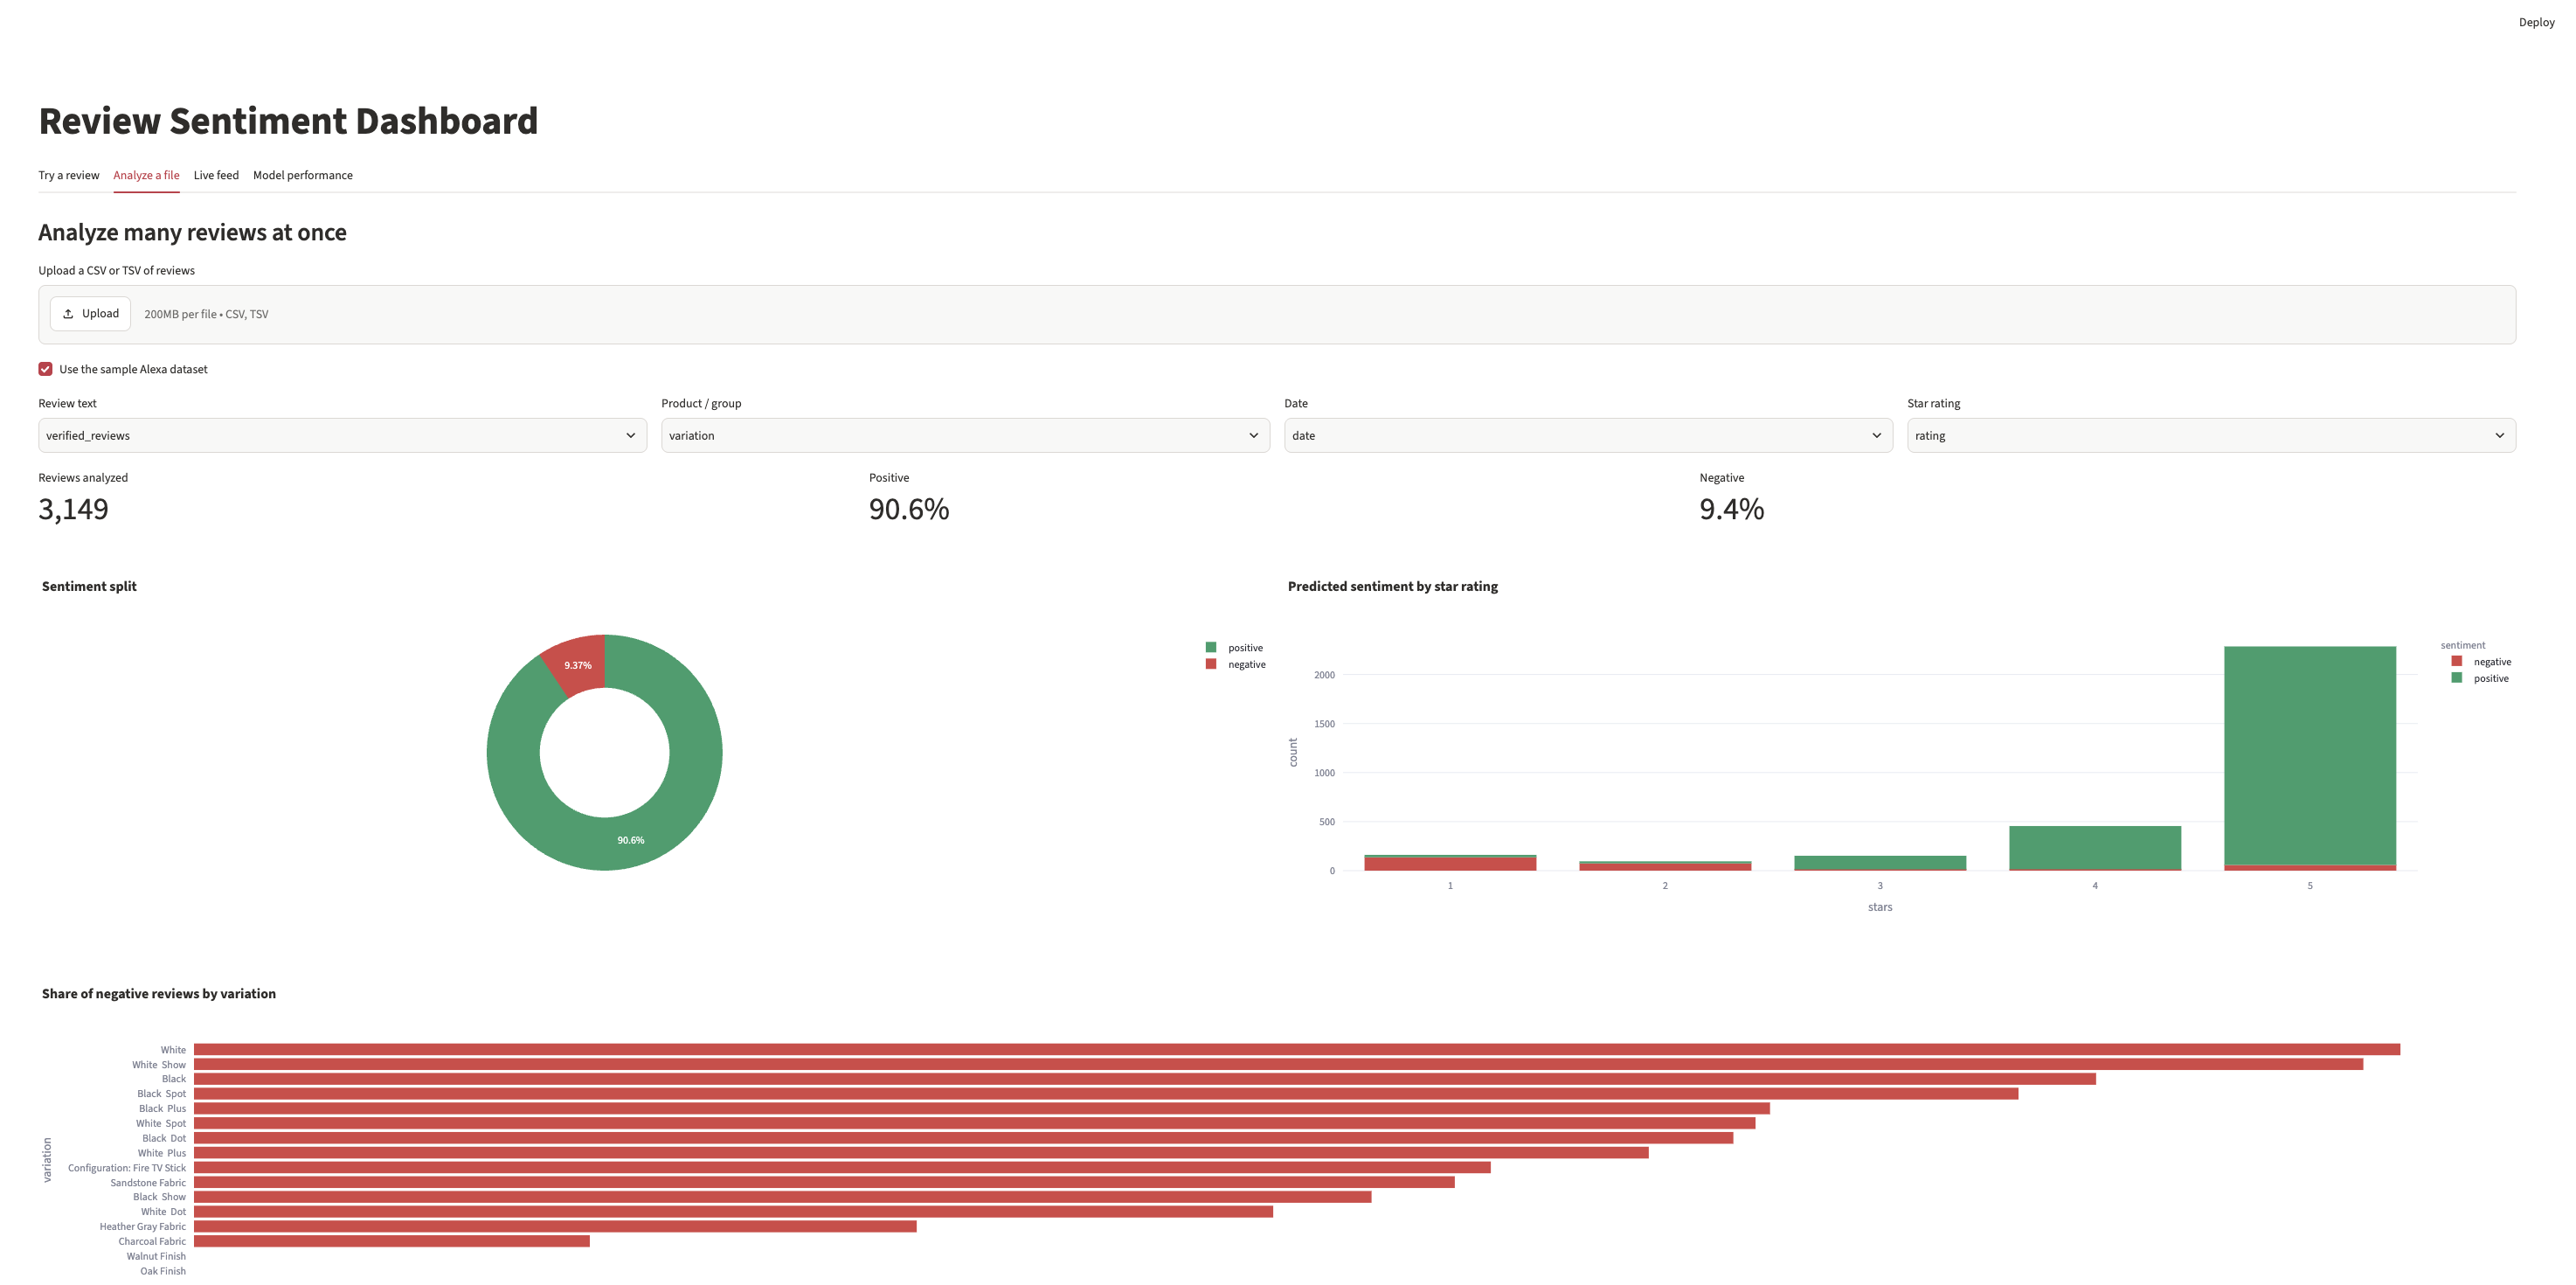 Deploy
Review Sentiment Dashboard
Try a review Analyze a file Live feed Model performance
Analyze many reviews at once
Upload a CSV or TSV of reviews
Upload 200MB per file • CSV, TSV
Use the sample Alexa dataset
Review text Product / group Date Star rating
verified_reviews variation date rating
Reviews analyzed Positive Negative
3,149 90.6% 9.4%
Sentiment split
9.37%
90.6%
positive
negative
Predicted sentiment by star rating
sentiment
negative
positive
2000
1500
1000
500
0
count
1 2 3 4 5
stars
Share of negative reviews by variation
variation
White
White Show
Black
Black Spot
Black Plus
White Spot
Black Dot
White Plus
Configuration: Fire TV Stick
Sandstone Fabric
Black Show
White Dot
Heather Gray Fabric
Charcoal Fabric
Walnut Finish
Oak Finish